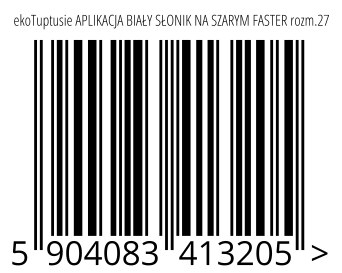 ekoTuptusie APLIKACJA BIAŁY SŁONIK NA SZARYM FASTER rozm.27
5 904083 413205 >